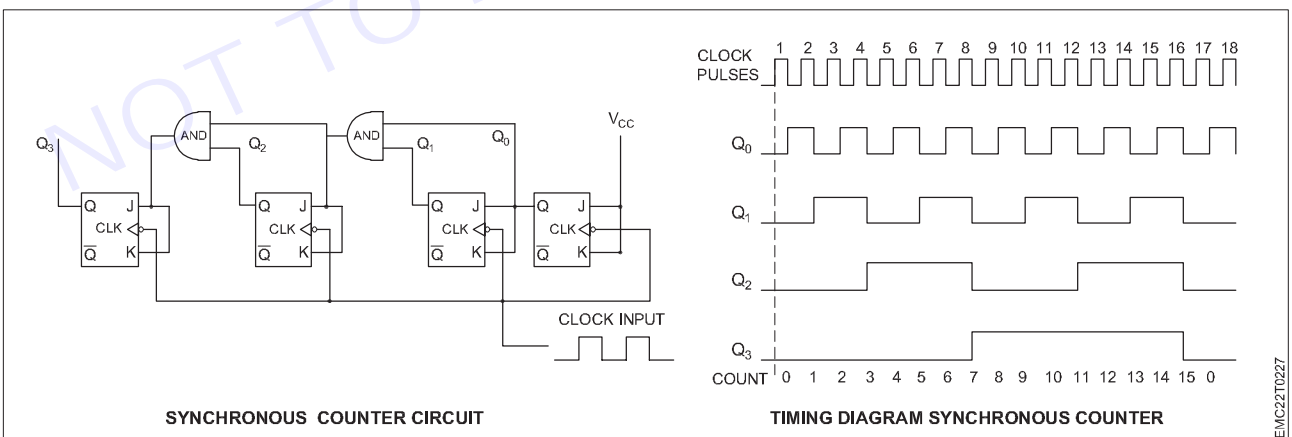 NOT TO
Q3
AND
Q2
AND
Q1
Q0
VCC
Q J
CLK
Q K
Q J
CLK
Q K
Q J
CLK
Q K
Q J
CLK
Q K
CLOCK INPUT
SYNCHRONOUS COUNTER CIRCUIT
CLOCK PULSES
1 2 3 4 5 6 7 8 9 10 11 12 13 14 15 16 17 18
Q0
Q1
Q2
Q3
COUNT 0 1 2 3 4 5 6 7 8 9 10 11 12 13 14 15 0
TIMING DIAGRAM SYNCHRONOUS COUNTER
EMC22T0227